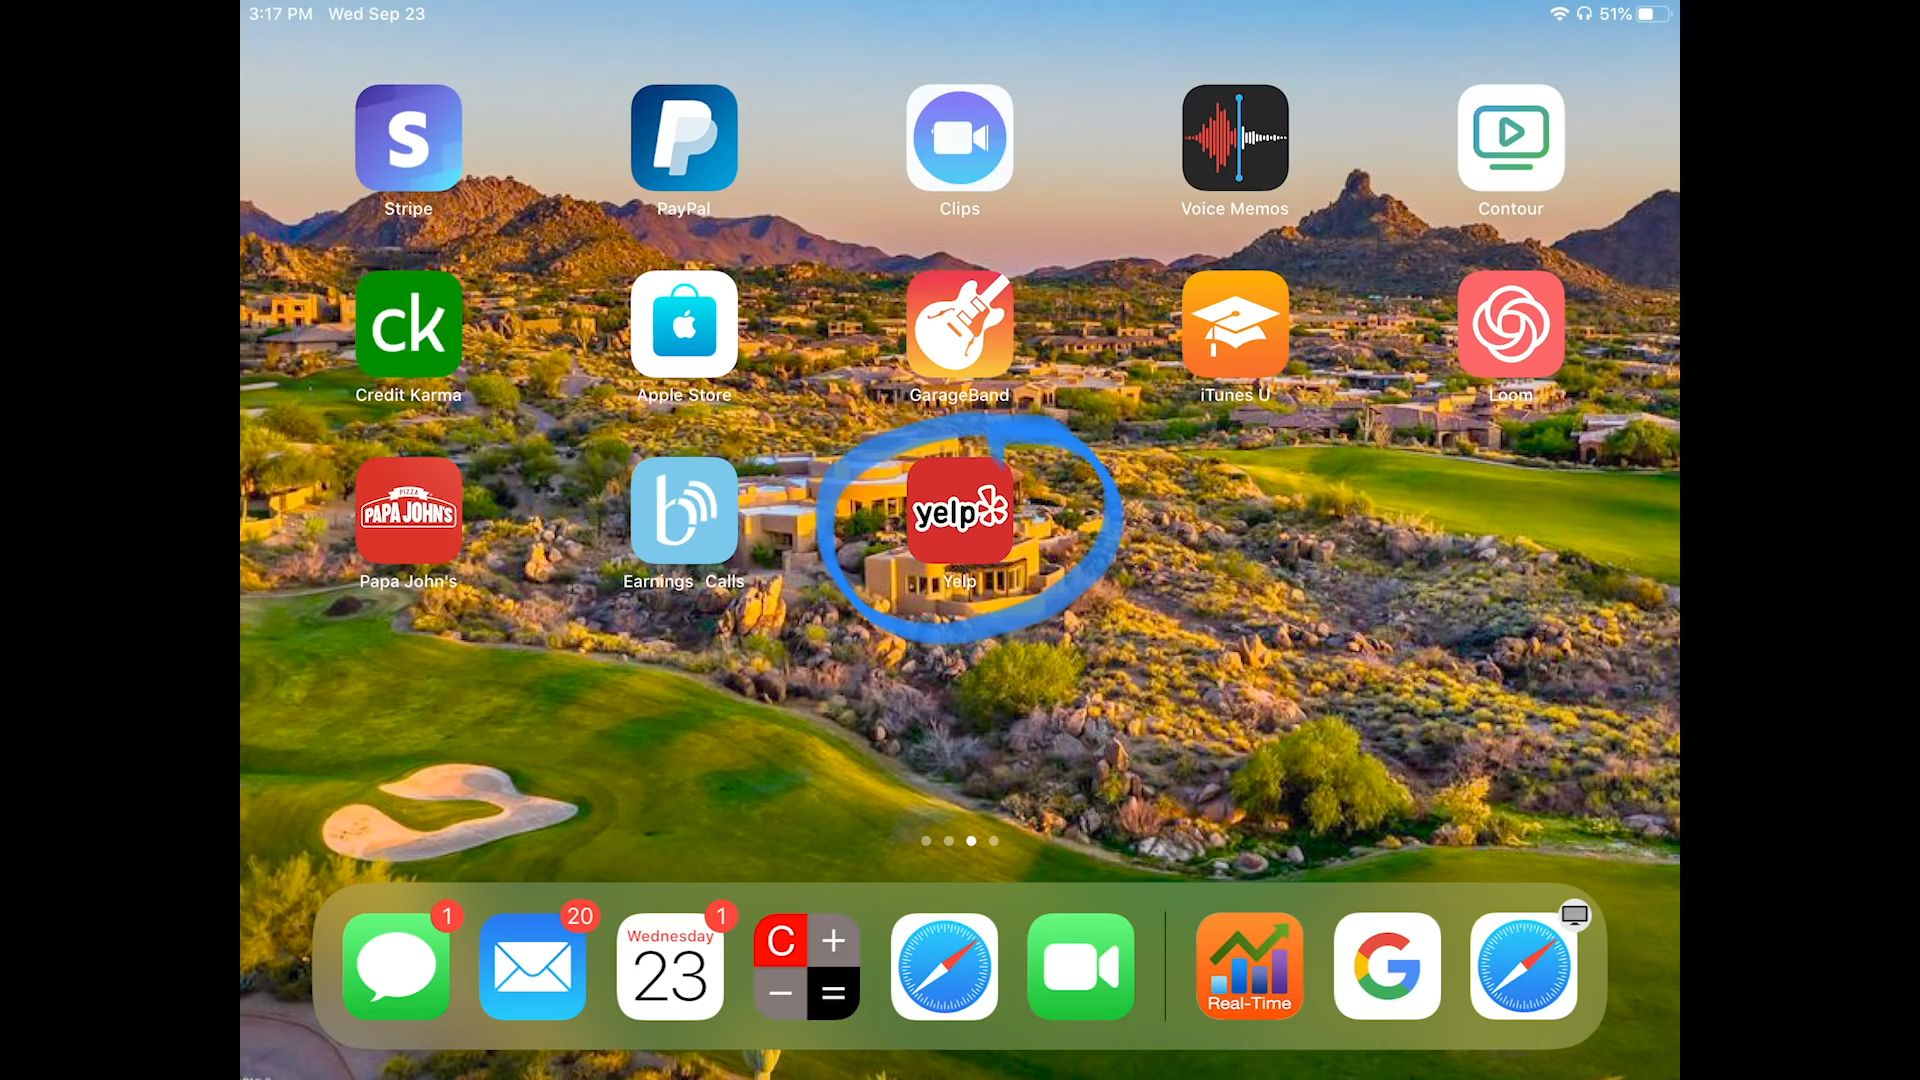 3:17 PM Wed Sep 23
51%
S
Stripe
PayPal
Clips
Voice Memos
Contour
ck
Credit Karma
Apple Store
GarageBand
iTunes U
Loom
PIZZA
PAPA JOHN'S
Papa John's
b
Earnings Calls
yelp
Yelp
1
20
1
Wednesday
23
C +
− =
Real-Time
G